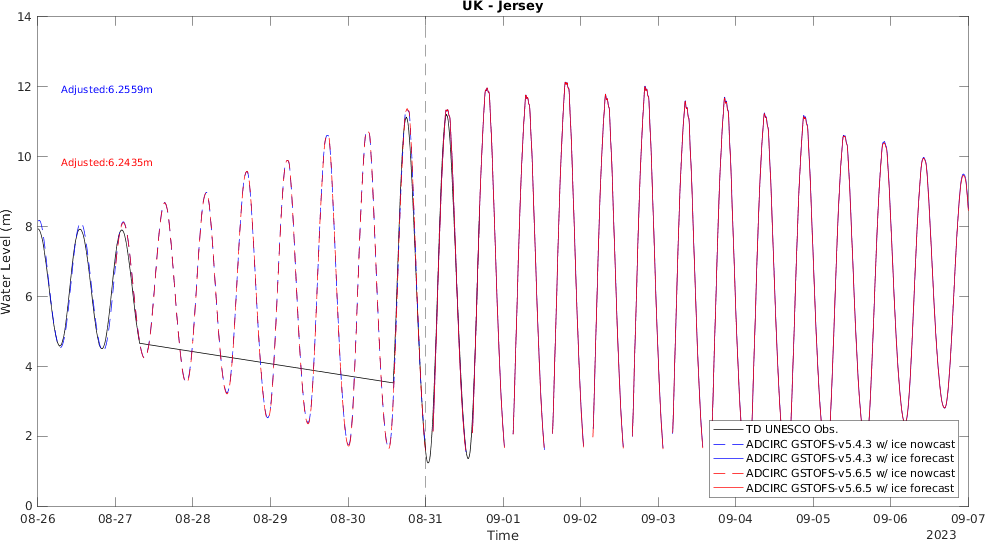 UK - Jersey
14
12
10
8
6
4
2
0
Water Level (m)
Adjusted:6.2559m
Adjusted:6.2435m
TD UNESCO Obs.
ADCIRC GSTOFS-v5.4.3 w/ ice nowcast
ADCIRC GSTOFS-v5.4.3 w/ ice forecast
ADCIRC GSTOFS-v5.6.5 w/ ice nowcast
ADCIRC GSTOFS-v5.6.5 w/ ice forecast
08-26 08-27 08-28 08-29 08-30 08-31 09-01 09-02 09-03 09-04 09-05 09-06 09-07
Time
2023